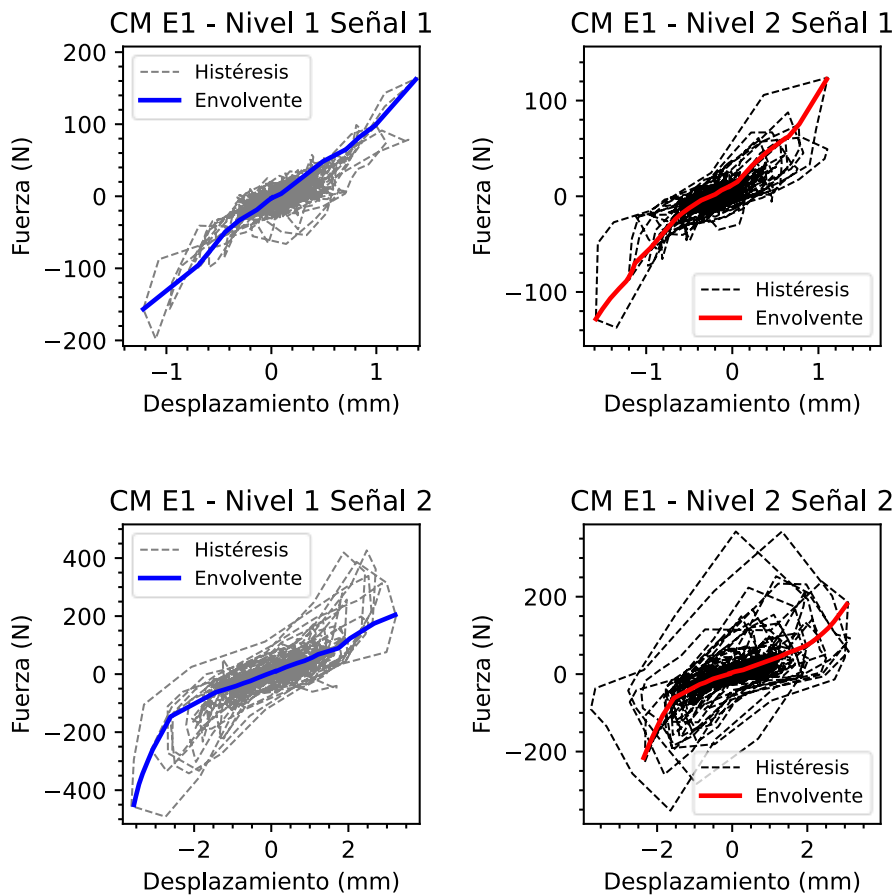 CM E1 - Nivel 1 Señal 1
200
100
0
−100
−200
Fuerza (N)
Histéresis
Envolvente
−1
0
1
Desplazamiento (mm)
CM E1 - Nivel 2 Señal 1
100
0
−100
Fuerza (N)
Histéresis
Envolvente
−1
0
1
Desplazamiento (mm)
CM E1 - Nivel 1 Señal 2
400
200
0
−200
−400
Fuerza (N)
Histéresis
Envolvente
−2
0
2
Desplazamiento (mm)
CM E1 - Nivel 2 Señal 2
200
0
−200
Fuerza (N)
Histéresis
Envolvente
−2
0
2
Desplazamiento (mm)